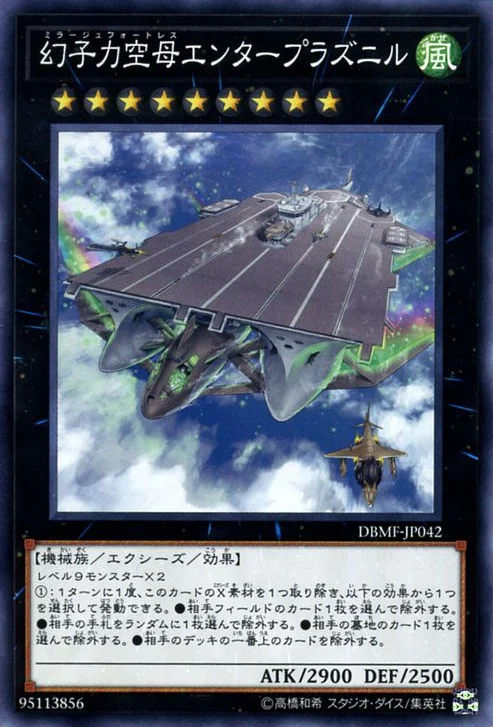 ミラージュフォートレス
幻子力空母エンタープラズニル
かぜ
風
DBMF-JP042
【機械族／エクシーズ／効果】
レベル9モンスター×2
①：1ターンに1度、このカードのX素材を1つ取り除き、以下の効果から1つ
を選択して発動できる。●相手フィールドのカード1枚を選んで除外する。
●相手の手札をランダムに1枚選んで除外する。●相手の墓地のカード1枚を
選んで除外する。●相手のデッキの一番上のカードを除外する。
ATK/2900 DEF/2500
95113856
©高橋和希 スタジオ・ダイス/集英社